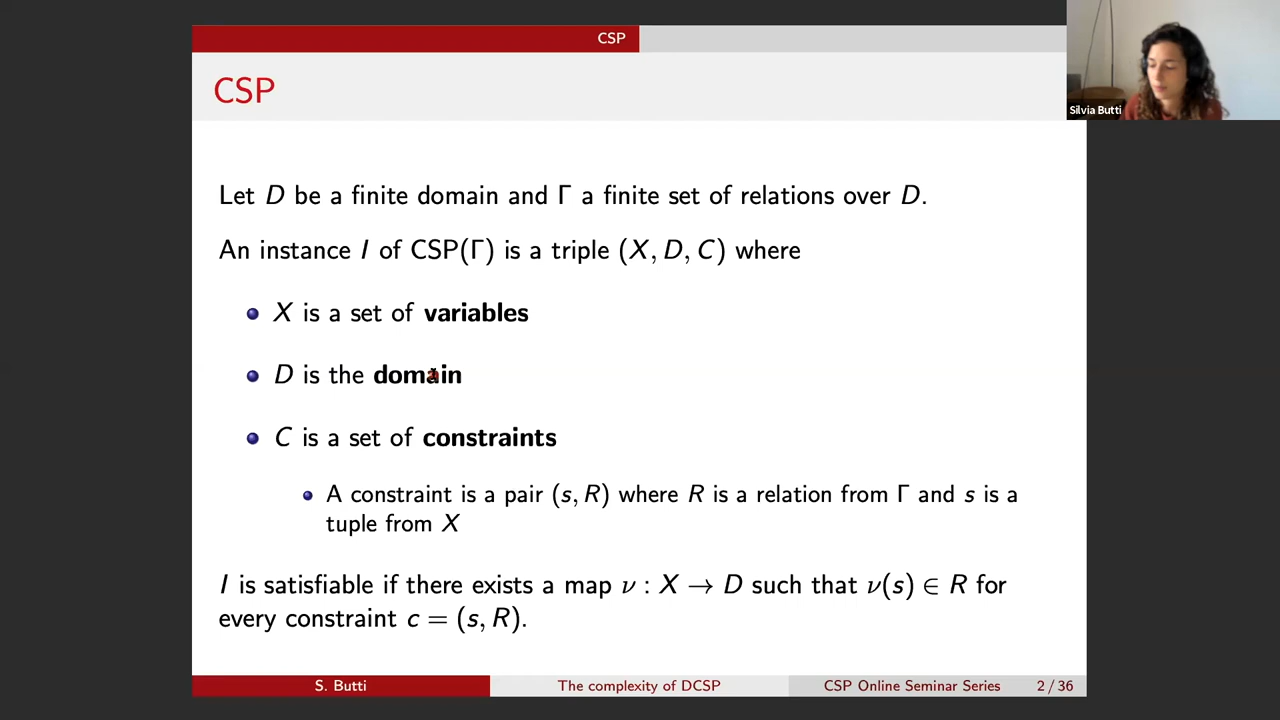 CSP
CSP
Silvia Butti
Let D be a finite domain and Γ a finite set of relations over D.
An instance I of CSP(Γ) is a triple (X, D, C) where
X is a set of variables
D is the domain
C is a set of constraints
A constraint is a pair (s, R) where R is a relation from Γ and s is a
tuple from X
I is satisfiable if there exists a map ν : X → D such that ν(s) ∈ R for
every constraint c = (s, R).
S. Butti
The complexity of DCSP
CSP Online Seminar Series
2 / 36